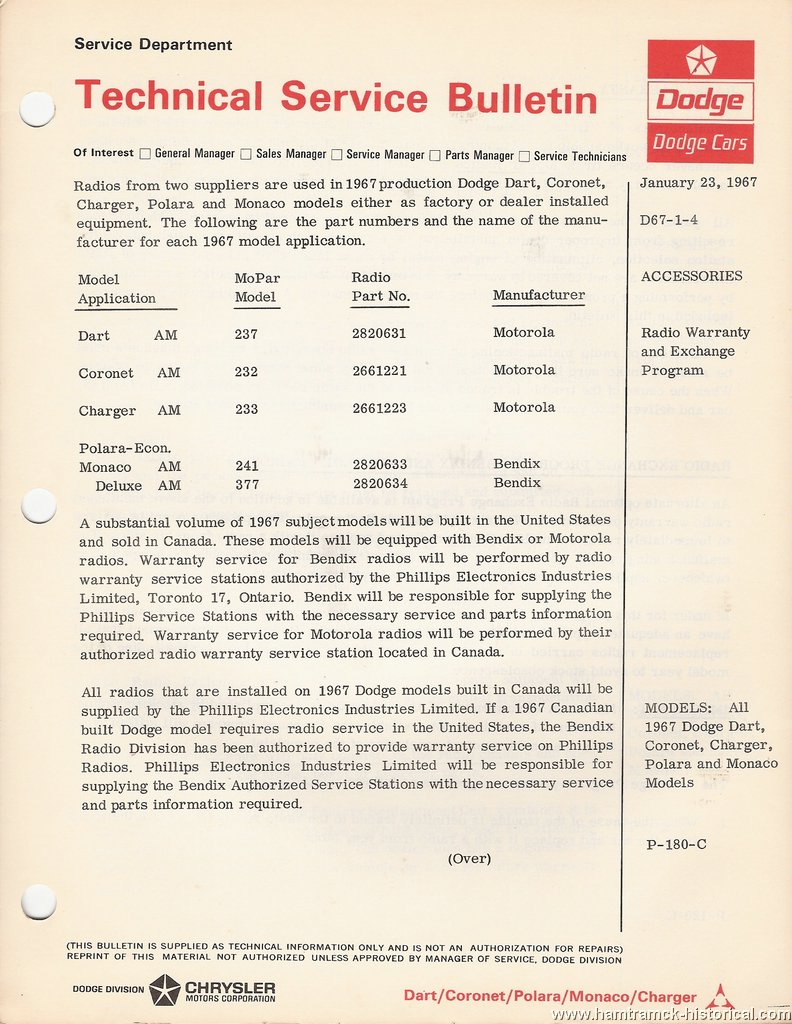 Service Department
Technical Service Bulletin
Dodge
Dodge Cars
Of Interest □ General Manager □ Sales Manager □ Service Manager □ Parts Manager □ Service Technicians
Radios from two suppliers are used in 1967 production Dodge Dart, Coronet,
Charger, Polara and Monaco models either as factory or dealer installed
equipment. The following are the part numbers and the name of the manu-
facturer for each 1967 model application.
January 23, 1967
D67-1-4
ACCESSORIES
Radio Warranty
and Exchange
Program
Model MoPar Radio
Application Model Part No. Manufacturer
Dart AM 237 2820631 Motorola
Coronet AM 232 2661221 Motorola
Charger AM 233 2661223 Motorola
Polara-Econ.
Monaco AM 241 2820633 Bendix
Deluxe AM 377 2820634 Bendix
A substantial volume of 1967 subject models will be built in the United States
and sold in Canada. These models will be equipped with Bendix or Motorola
radios. Warranty service for Bendix radios will be performed by radio
warranty service stations authorized by the Phillips Electronics Industries
Limited, Toronto 17, Ontario. Bendix will be responsible for supplying the
Phillips Service Stations with the necessary service and parts information
required. Warranty service for Motorola radios will be performed by their
authorized radio warranty service station located in Canada.
All radios that are installed on 1967 Dodge models built in Canada will be
supplied by the Phillips Electronics Industries Limited. If a 1967 Canadian
built Dodge model requires radio service in the United States, the Bendix
Radio Division has been authorized to provide warranty service on Phillips
Radios. Phillips Electronics Industries Limited will be responsible for
supplying the Bendix Authorized Service Stations with the necessary service
and parts information required.
MODELS: All
1967 Dodge Dart,
Coronet, Charger,
Polara and Monaco
Models
P-180-C
(Over)
(THIS BULLETIN IS SUPPLIED AS TECHNICAL INFORMATION ONLY AND IS NOT AN AUTHORIZATION FOR REPAIRS)
REPRINT OF THIS MATERIAL NOT AUTHORIZED UNLESS APPROVED BY MANAGER OF SERVICE, DODGE DIVISION
DODGE DIVISION CHRYSLER
MOTORS CORPORATION
Dart/Coronet/Polara/Monaco/Charger
www.hamtramck-historical.com